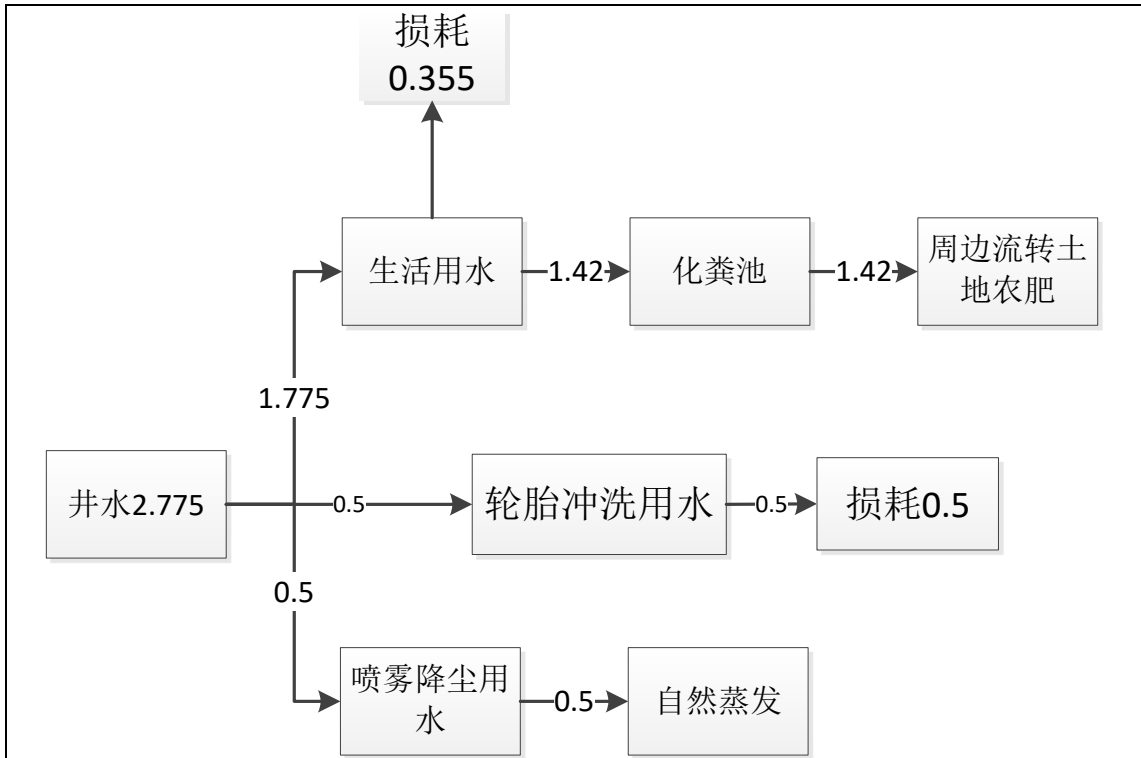 损耗
0.355
生活用水
1.42
化粪池
1.42
周边流转土
地农肥
1.775
井水2.775
0.5
轮胎冲洗用水
0.5
损耗0.5
0.5
喷雾降尘用
水
0.5
自然蒸发